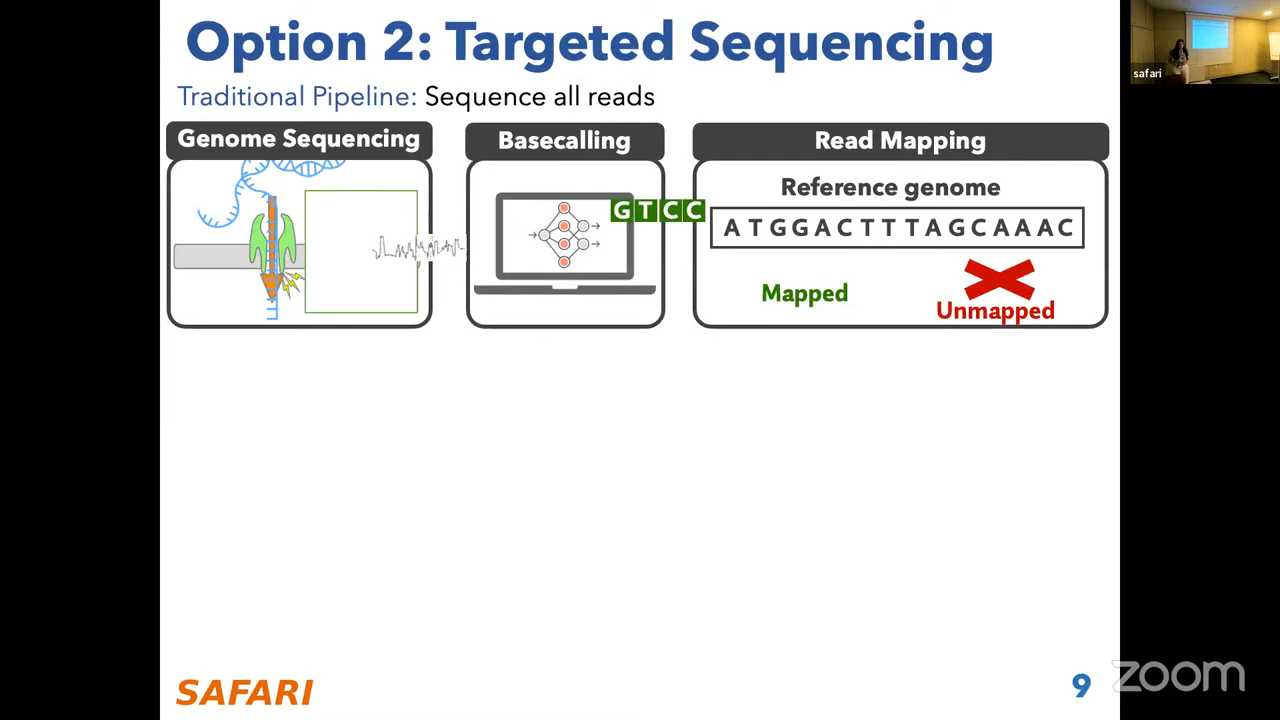 Option 2: Targeted Sequencing
safari
Traditional Pipeline: Sequence all reads
Genome Sequencing
Basecalling
Read Mapping
Reference genome
GTCC
ATGGACTTTAGCAAAC
Mapped
Unmapped
SAFARI
9
zoom